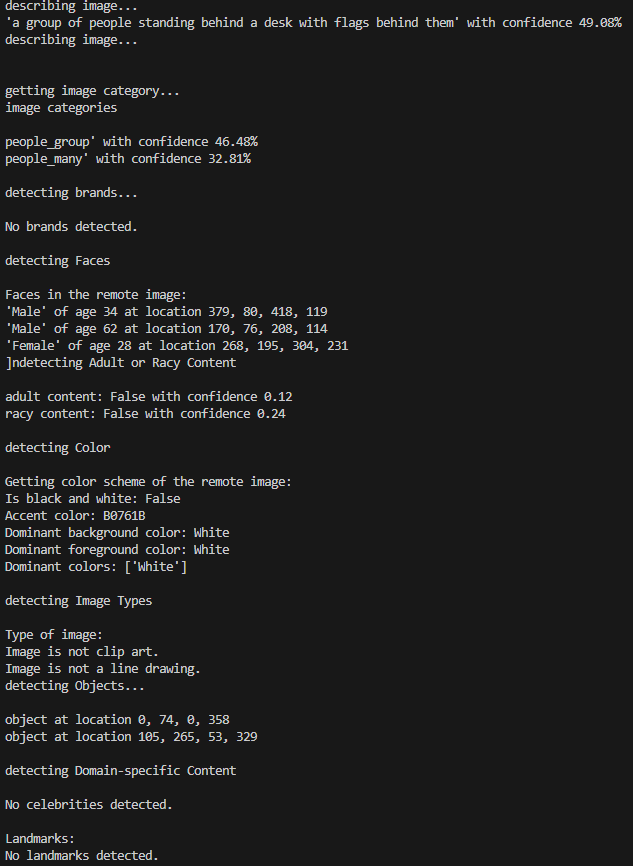 describing image...
'a group of people standing behind a desk with flags behind them' with confidence 49.08%
describing image...
getting image category...
image categories
people_group' with confidence 46.48%
people_many' with confidence 32.81%
detecting brands...
No brands detected.
detecting Faces
Faces in the remote image:
'Male' of age 34 at location 379, 80, 418, 119
'Male' of age 62 at location 170, 76, 208, 114
'Female' of age 28 at location 268, 195, 304, 231
]ndetecting Adult or Racy Content
adult content: False with confidence 0.12
racy content: False with confidence 0.24
detecting Color
Getting color scheme of the remote image:
Is black and white: False
Accent color: B0761B
Dominant background color: White
Dominant foreground color: White
Dominant colors: ['White']
detecting Image Types
Type of image:
Image is not clip art.
Image is not a line drawing.
detecting Objects...
object at location 0, 74, 0, 358
object at location 105, 265, 53, 329
detecting Domain-specific Content
No celebrities detected.
Landmarks:
No landmarks detected.